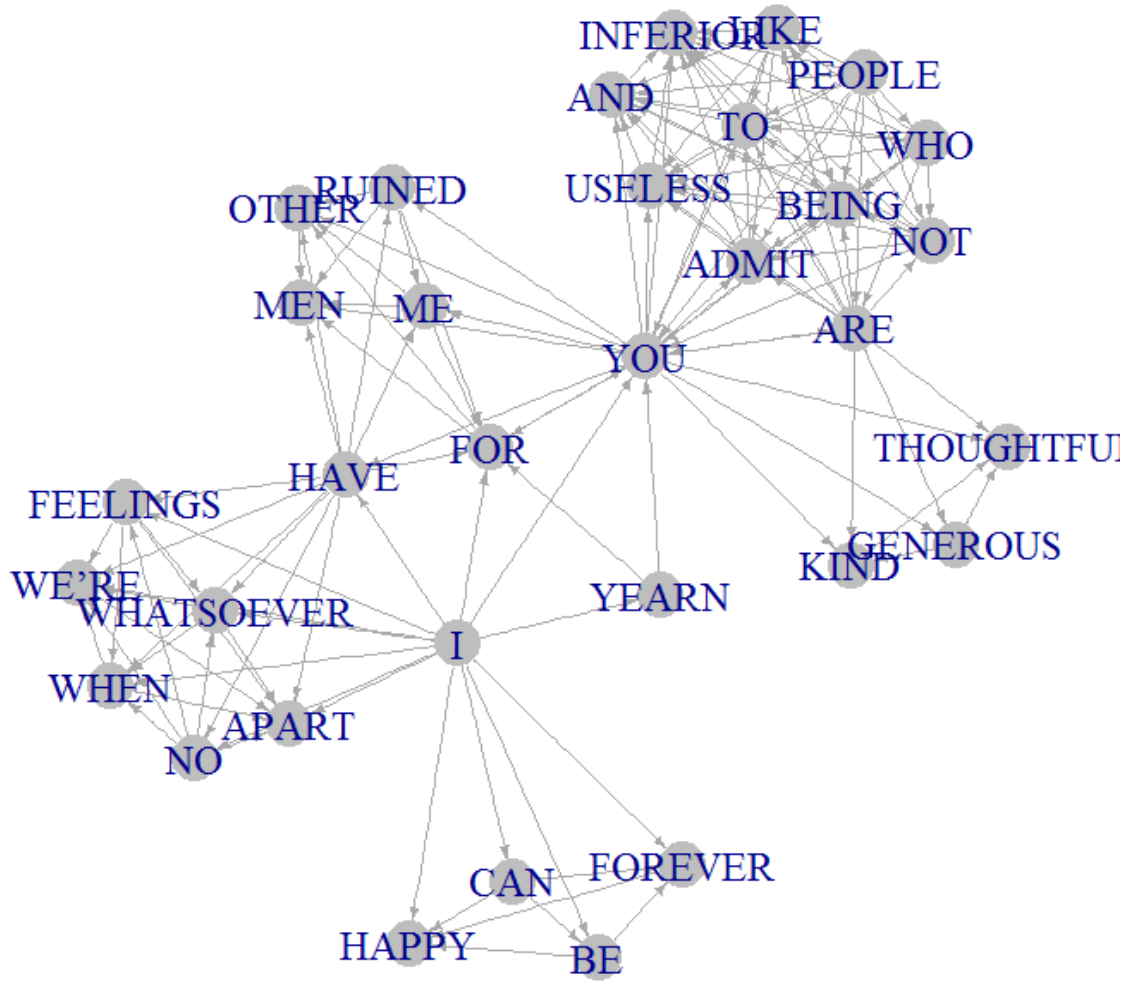 LIKE
INFERIOR
PEOPLE
AND
TO
WHO
RUINED
USELESS
OTHER
BEING
NOT
ADMIT
MEN
ME
ARE
YOU
FOR
THOUGHTFUL
HAVE
FEELINGS
GENEROUS
KIND
WE’RE
YEARN
WHATSOEVER
I
WHEN
APART
NO
FOREVER
CAN
HAPPY
BE